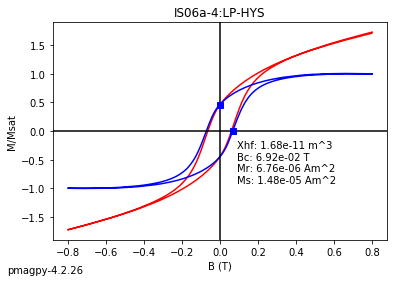 IS06a-4:LP-HYS
M/Msat
1.5
1.0
0.5
0.0
−0.5
−1.0
−1.5
Xhf: 1.68e-11 m^3
Bc: 6.92e-02 T
Mr: 6.76e-06 Am^2
Ms: 1.48e-05 Am^2
−0.8 −0.6 −0.4 −0.2 0.0 0.2 0.4 0.6 0.8
B (T)
pmagpy-4.2.26